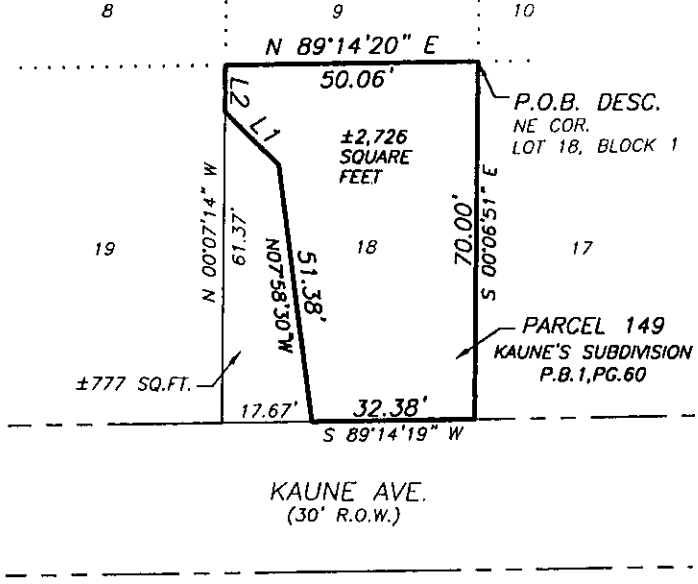 8
9
10
N 89°14'20" E
50.06'
L2
L1
P.O.B. DESC.
NE COR.
LOT 18, BLOCK 1
±2,726
SQUARE
FEET
N 00°07'14" W
61.37'
19
N07°58'30"W
51.38'
18
70.00'
S 00°06'51" E
17
PARCEL 149
KAUNE'S SUBDIVISION
P.B.1,PG.60
±777 SQ.FT.
17.67'
32.38'
S 89°14'19" W
KAUNE AVE.
(30' R.O.W.)